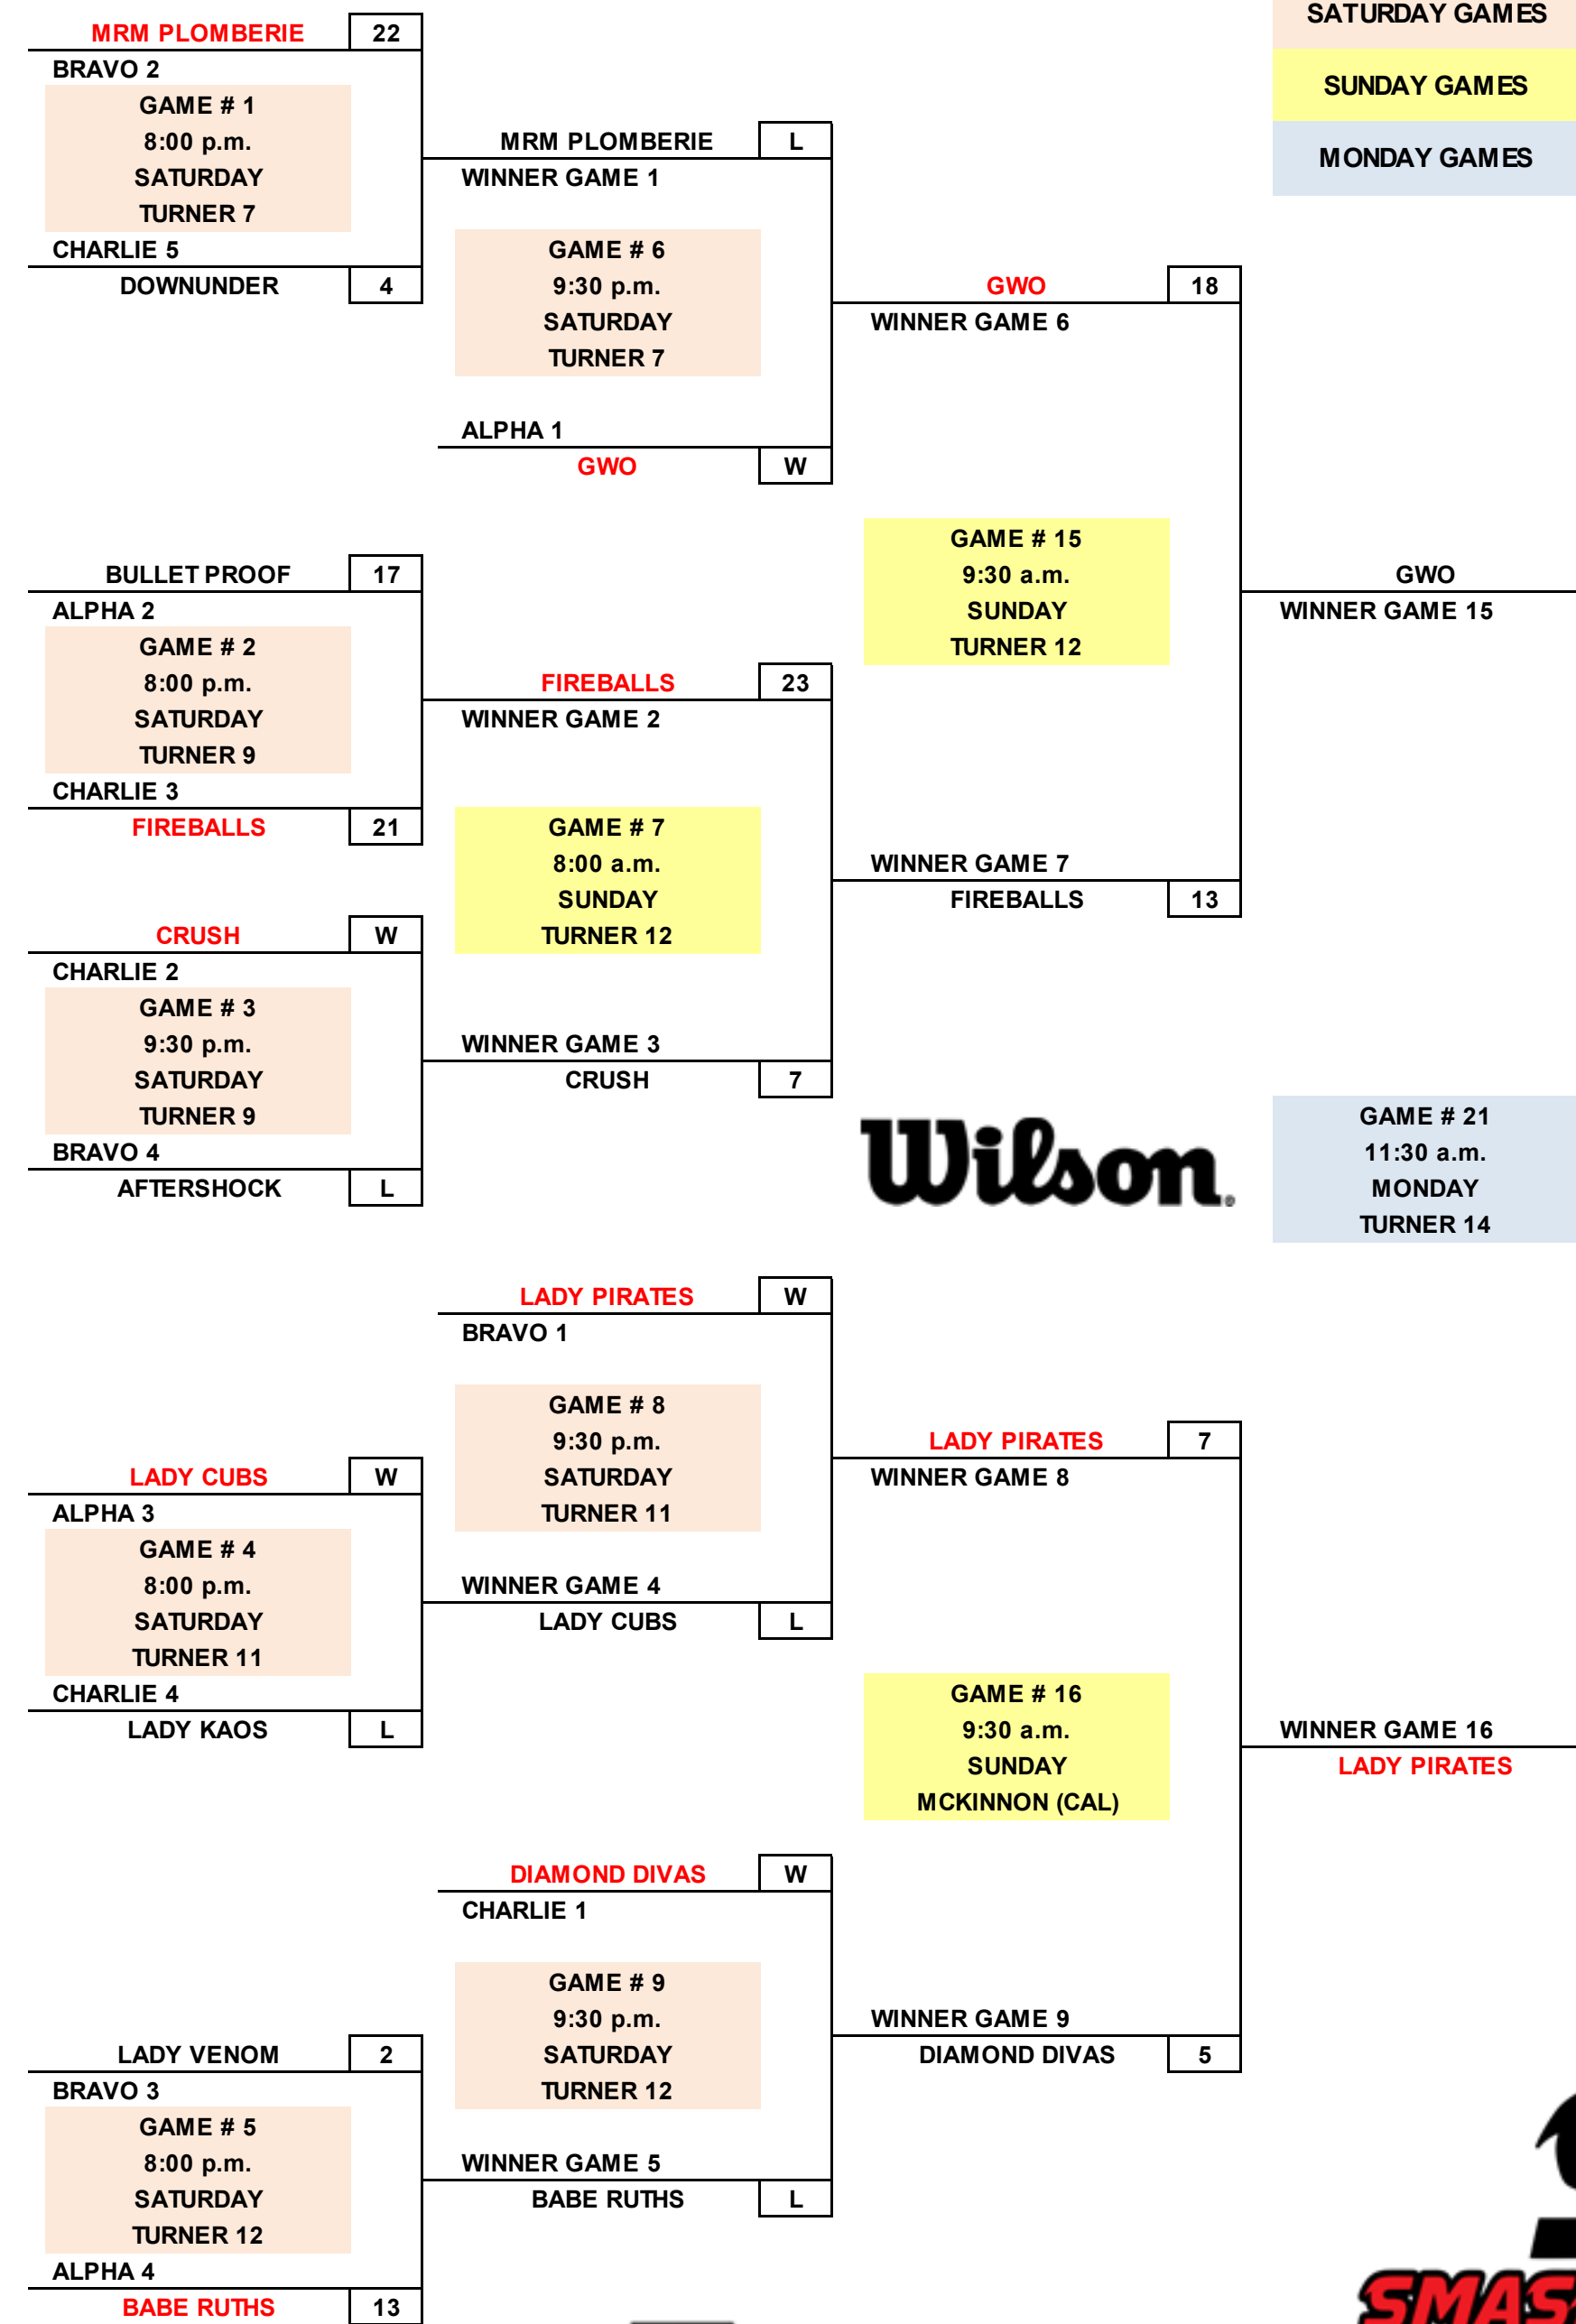 SATURDAY GAMES
SUNDAY GAMES
MONDAY GAMES
MRM PLOMBERIE 22
BRAVO 2
GAME # 1
8:00 p.m.
SATURDAY
TURNER 7
CHARLIE 5
DOWNUNDER 4
BULLET PROOF 17
ALPHA 2
GAME # 2
8:00 p.m.
SATURDAY
TURNER 9
CHARLIE 3
FIREBALLS 21
CRUSH W
CHARLIE 2
GAME # 3
9:30 p.m.
SATURDAY
TURNER 9
BRAVO 4
AFTERSHOCK L
LADY CUBS W
ALPHA 3
GAME # 4
8:00 p.m.
SATURDAY
TURNER 11
CHARLIE 4
LADY KAOS L
LADY VENOM 2
BRAVO 3
GAME # 5
8:00 p.m.
SATURDAY
TURNER 12
ALPHA 4
BABE RUTHS 13
MRM PLOMBERIE L
WINNER GAME 1
GAME # 6
9:30 p.m.
SATURDAY
TURNER 7
ALPHA 1
GWO W
FIREBALLS 23
WINNER GAME 2
GAME # 7
8:00 a.m.
SUNDAY
TURNER 12
WINNER GAME 3
CRUSH 7
LADY PIRATES W
BRAVO 1
GAME # 8
9:30 p.m.
SATURDAY
TURNER 11
WINNER GAME 4
LADY CUBS L
DIAMOND DIVAS W
CHARLIE 1
GAME # 9
9:30 p.m.
SATURDAY
TURNER 12
WINNER GAME 5
BABE RUTHS L
GWO 18
WINNER GAME 6
GAME # 15
9:30 a.m.
SUNDAY
TURNER 12
WINNER GAME 7
FIREBALLS 13
Wilson
LADY PIRATES 7
WINNER GAME 8
GAME # 16
9:30 a.m.
SUNDAY
MCKINNON (CAL)
WINNER GAME 9
DIAMOND DIVAS 5
GWO
WINNER GAME 15
GAME # 21
11:30 a.m.
MONDAY
TURNER 14
WINNER GAME 16
LADY PIRATES